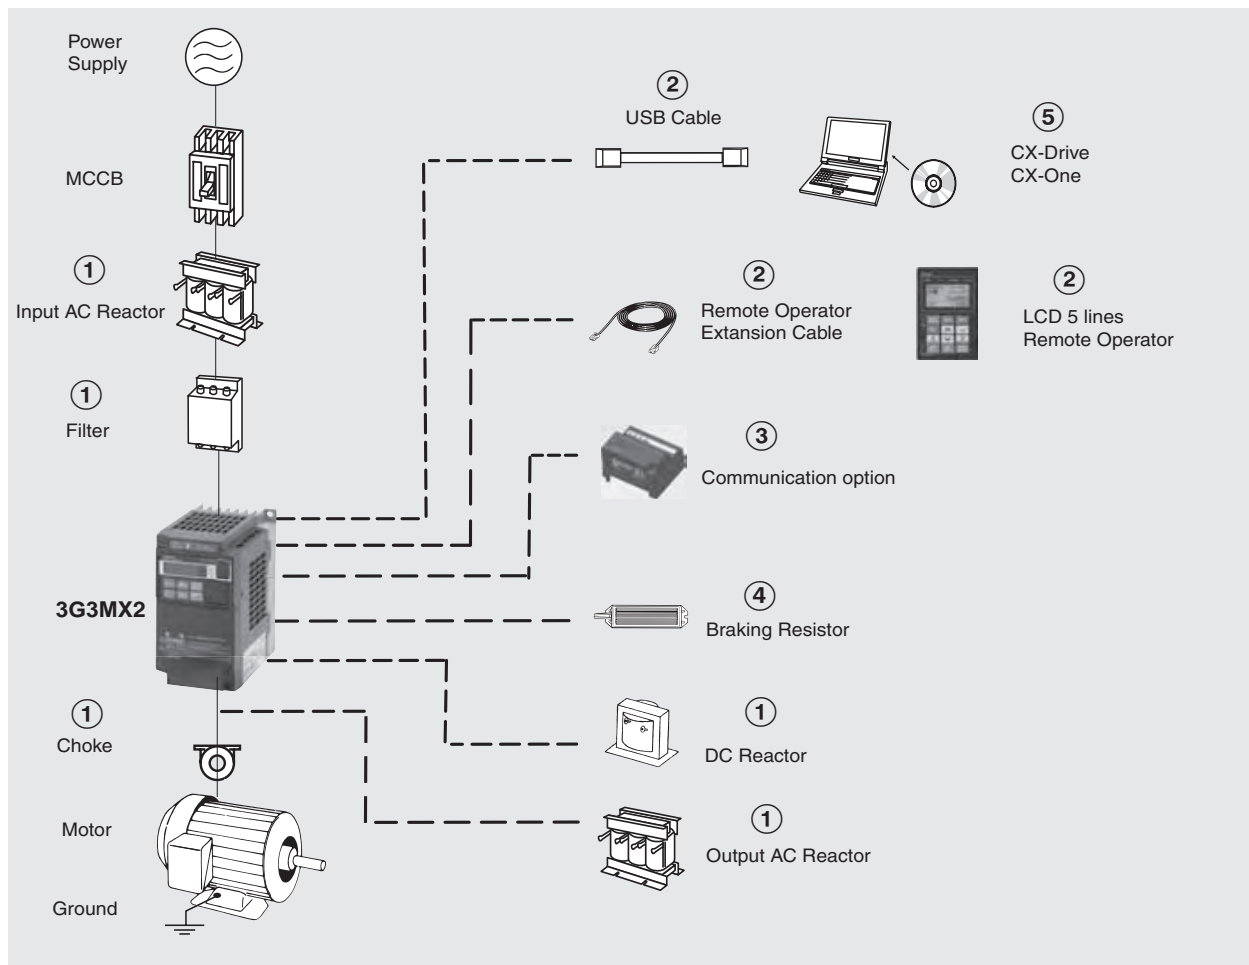 Power
Supply
MCCB
1
Input AC Reactor
1
Filter
3G3MX2
1
Choke
Motor
Ground
2
USB Cable
5
CX-Drive
CX-One
2
Remote Operator
Extansion Cable
2
LCD 5 lines
Remote Operator
3
Communication option
4
Braking Resistor
1
DC Reactor
1
Output AC Reactor